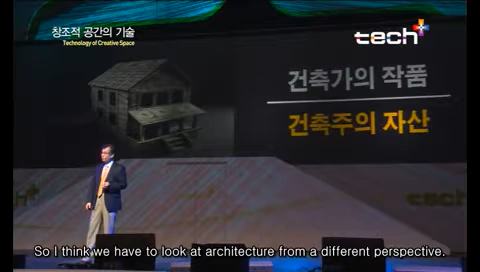 창조적 공간의 기술
Technology of Creative Space
tech+
건축가의 작품
건축주의 자산
tech+
So I think we have to look at architecture from a different perspective.